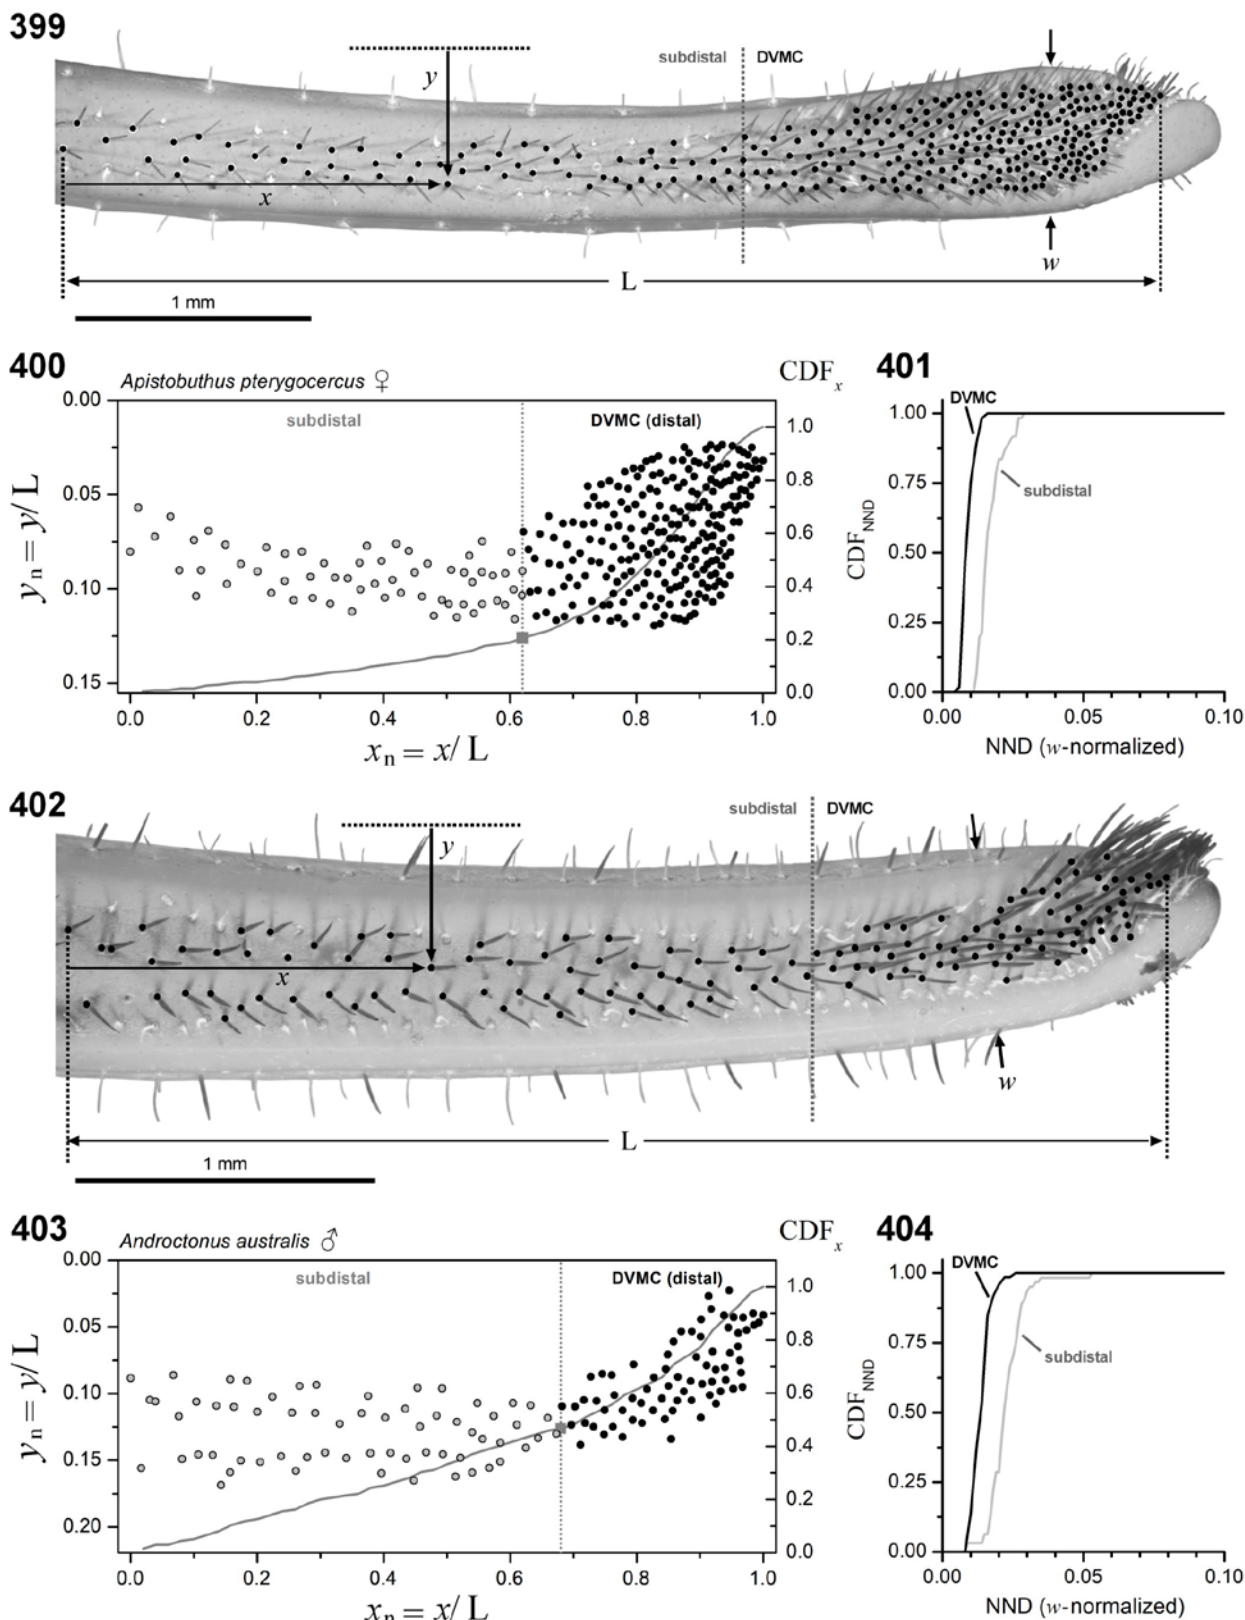 399
subdistal DVMC
y
x
w
L
1 mm
400
Apistobuthus pterygocercus ♀
CDFx
subdistal
DVMC (distal)
0.00
0.05
0.10
0.15
yn = y/L
1.0
0.8
0.6
0.4
0.2
0.0
0.0 0.2 0.4 0.6 0.8 1.0
xn = x/L
401
DVMC
subdistal
1.00
0.75
0.50
0.25
0.00
CDFNND
0.00 0.05 0.10
NND (w-normalized)
402
subdistal DVMC
y
x
w
L
1 mm
403
Androctonus australis ♂
CDFx
subdistal
DVMC (distal)
0.00
0.05
0.10
0.15
0.20
yn = y/L
1.0
0.8
0.6
0.4
0.2
0.0
0.0 0.2 0.4 0.6 0.8 1.0
xn = x/L
404
DVMC
subdistal
1.00
0.75
0.50
0.25
0.00
CDFNND
0.00 0.05 0.10
NND (w-normalized)